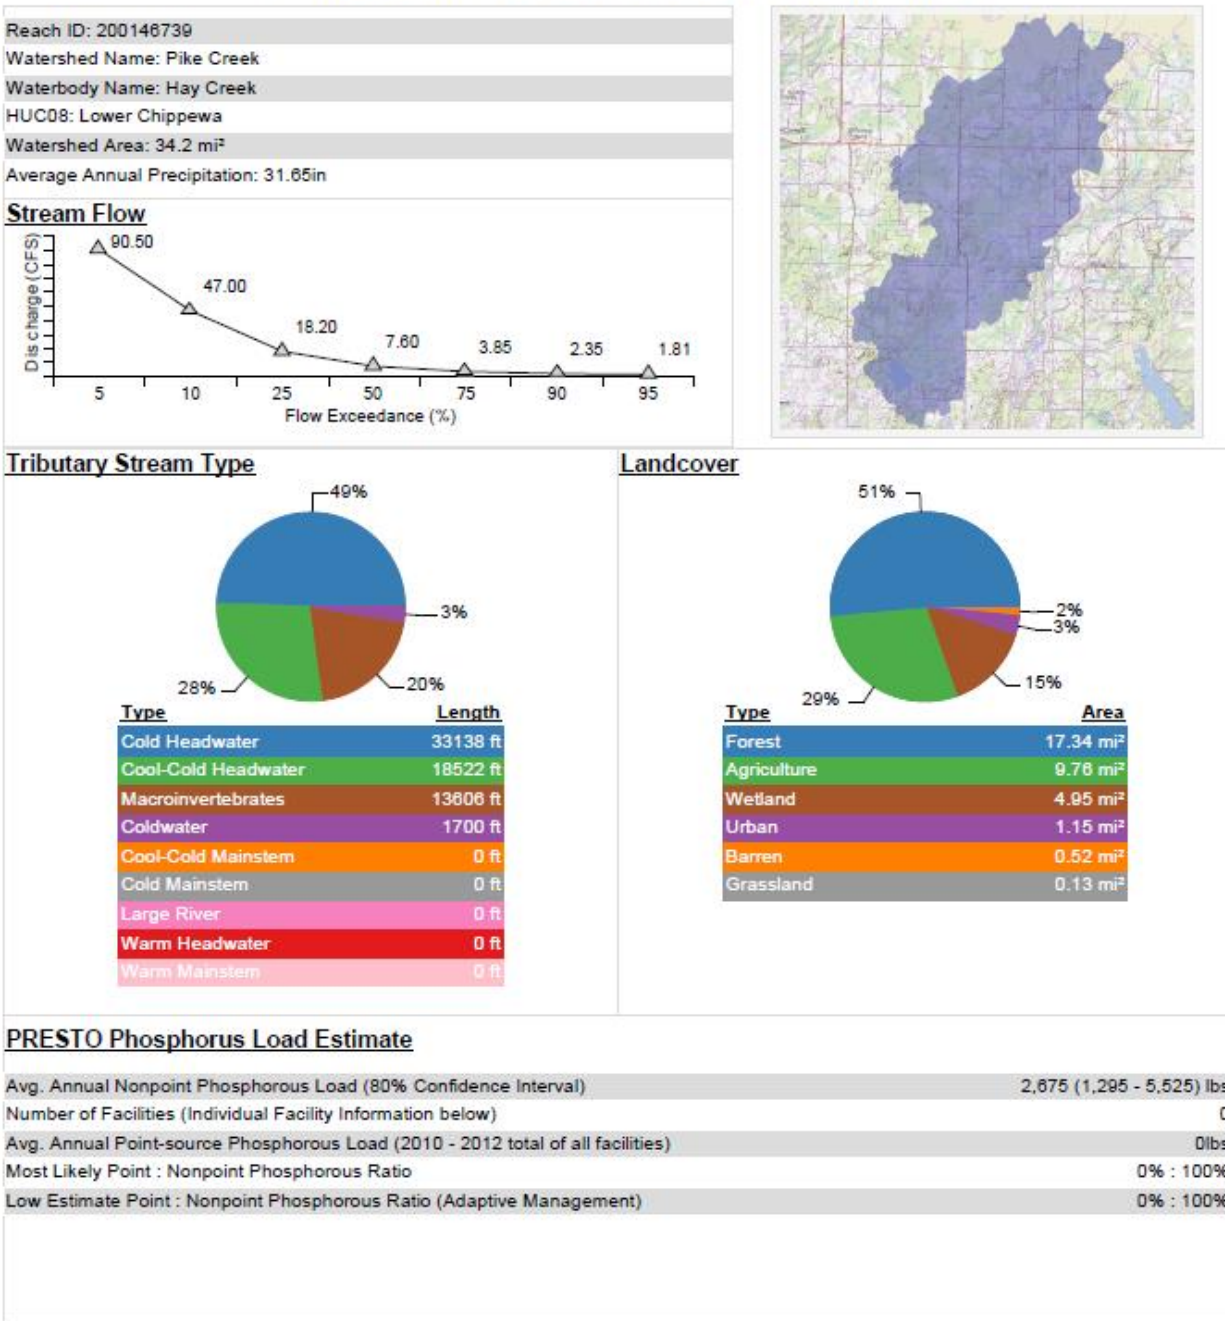 Reach ID: 200146739
Watershed Name: Pike Creek
Waterbody Name: Hay Creek
HUC08: Lower Chippewa
Watershed Area: 34.2 mi²
Average Annual Precipitation: 31.65in
Stream Flow
Discharge (CFS)
90.50
47.00
18.20
7.60
3.85
2.35
1.81
5 10 25 50 75 90 95
Flow Exceedance (%)
Tributary Stream Type
49%
3%
28%
20%
Type Length
Cold Headwater 33138 ft
Cool-Cold Headwater 18522 ft
Macroinvertebrates 13606 ft
Coldwater 1700 ft
Cool-Cold Mainstem 0 ft
Cold Mainstem 0 ft
Large River 0 ft
Warm Headwater 0 ft
Warm Mainstem 0 ft
Landcover
51%
2%
3%
15%
29%
Type Area
Forest 17.34 mi²
Agriculture 9.76 mi²
Wetland 4.95 mi²
Urban 1.15 mi²
Barren 0.52 mi²
Grassland 0.13 mi²
PRESTO Phosphorus Load Estimate
Avg. Annual Nonpoint Phosphorous Load (80% Confidence Interval) 2,675 (1,295 - 5,525) lbs
Number of Facilities (Individual Facility Information below) 0
Avg. Annual Point-source Phosphorous Load (2010 - 2012 total of all facilities) 0lbs
Most Likely Point : Nonpoint Phosphorous Ratio 0% : 100%
Low Estimate Point : Nonpoint Phosphorous Ratio (Adaptive Management) 0% : 100%